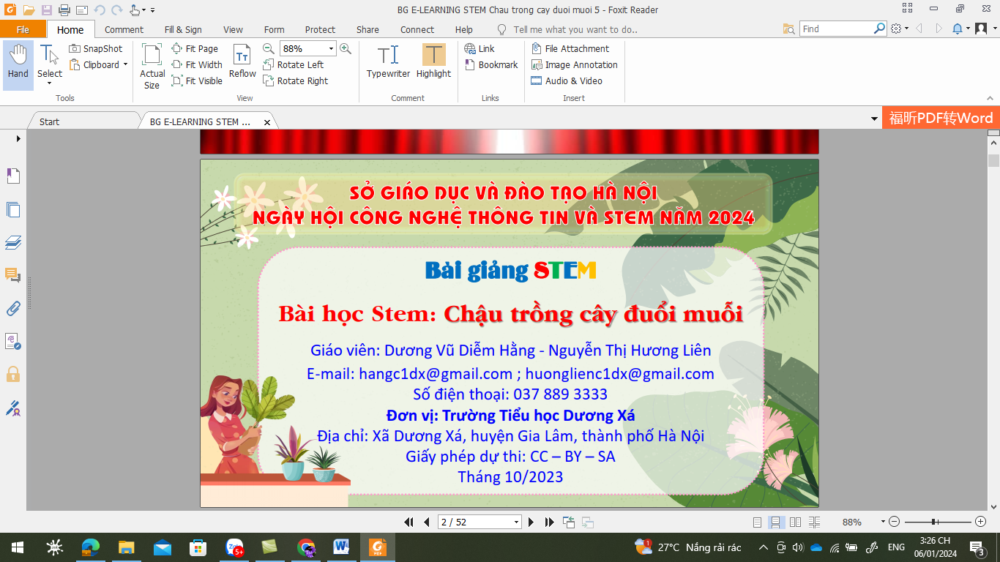 BG E-LEARNING STEM Chau trong cay duoi muoi 5 - Foxit Reader
File Home Comment Fill & Sign View Form Protect Share Connect Help Tell me what you want to do.. Find
Hand
Select
SnapShot
Clipboard
Tools
Actual Size
Fit Page
Fit Width
Fit Visible
Reflow
88%
Rotate Left
Rotate Right
View
Typewriter
Highlight
Comment
Link
Bookmark
Links
File Attachment
Image Annotation
Audio & Video
Insert
Start
BG E-LEARNING STEM ...
福昕PDF转Word
SỞ GIÁO DỤC VÀ ĐÀO TẠO HÀ NỘI
NGÀY HỘI CÔNG NGHỆ THÔNG TIN VÀ STEM NĂM 2024
Bài giảng STEM
Bài học Stem: Chậu trồng cây đuổi muỗi
Giáo viên: Dương Vũ Diễm Hằng - Nguyễn Thị Hương Liên
E-mail: hangc1dx@gmail.com ; huonglienc1dx@gmail.com
Số điện thoại: 037 889 3333
Đơn vị: Trường Tiểu học Dương Xá
Địa chỉ: Xã Dương Xá, huyện Gia Lâm, thành phố Hà Nội
Giấy phép dự thi: CC – BY – SA
Tháng 10/2023
2 / 52
88%
27°C Nắng rải rác
ENG
3:26 CH
06/01/2024